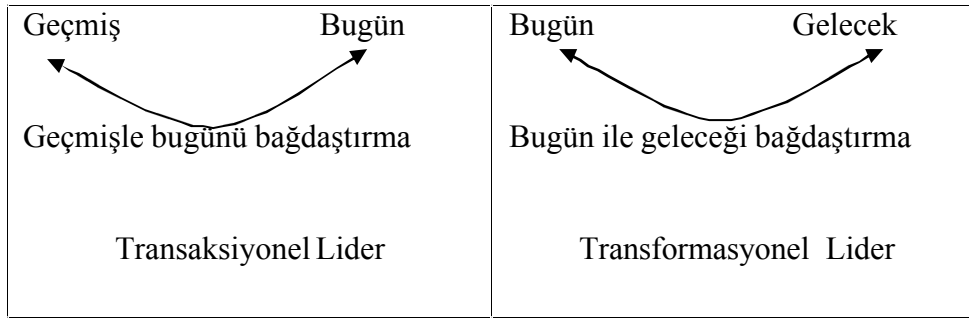 Geçmiş Bugün
Geçmişle bugünü bağdaştırma
Transaksiyonel Lider
Bugün Gelecek
Bugün ile geleceği bağdaştırma
Transformasyonel Lider